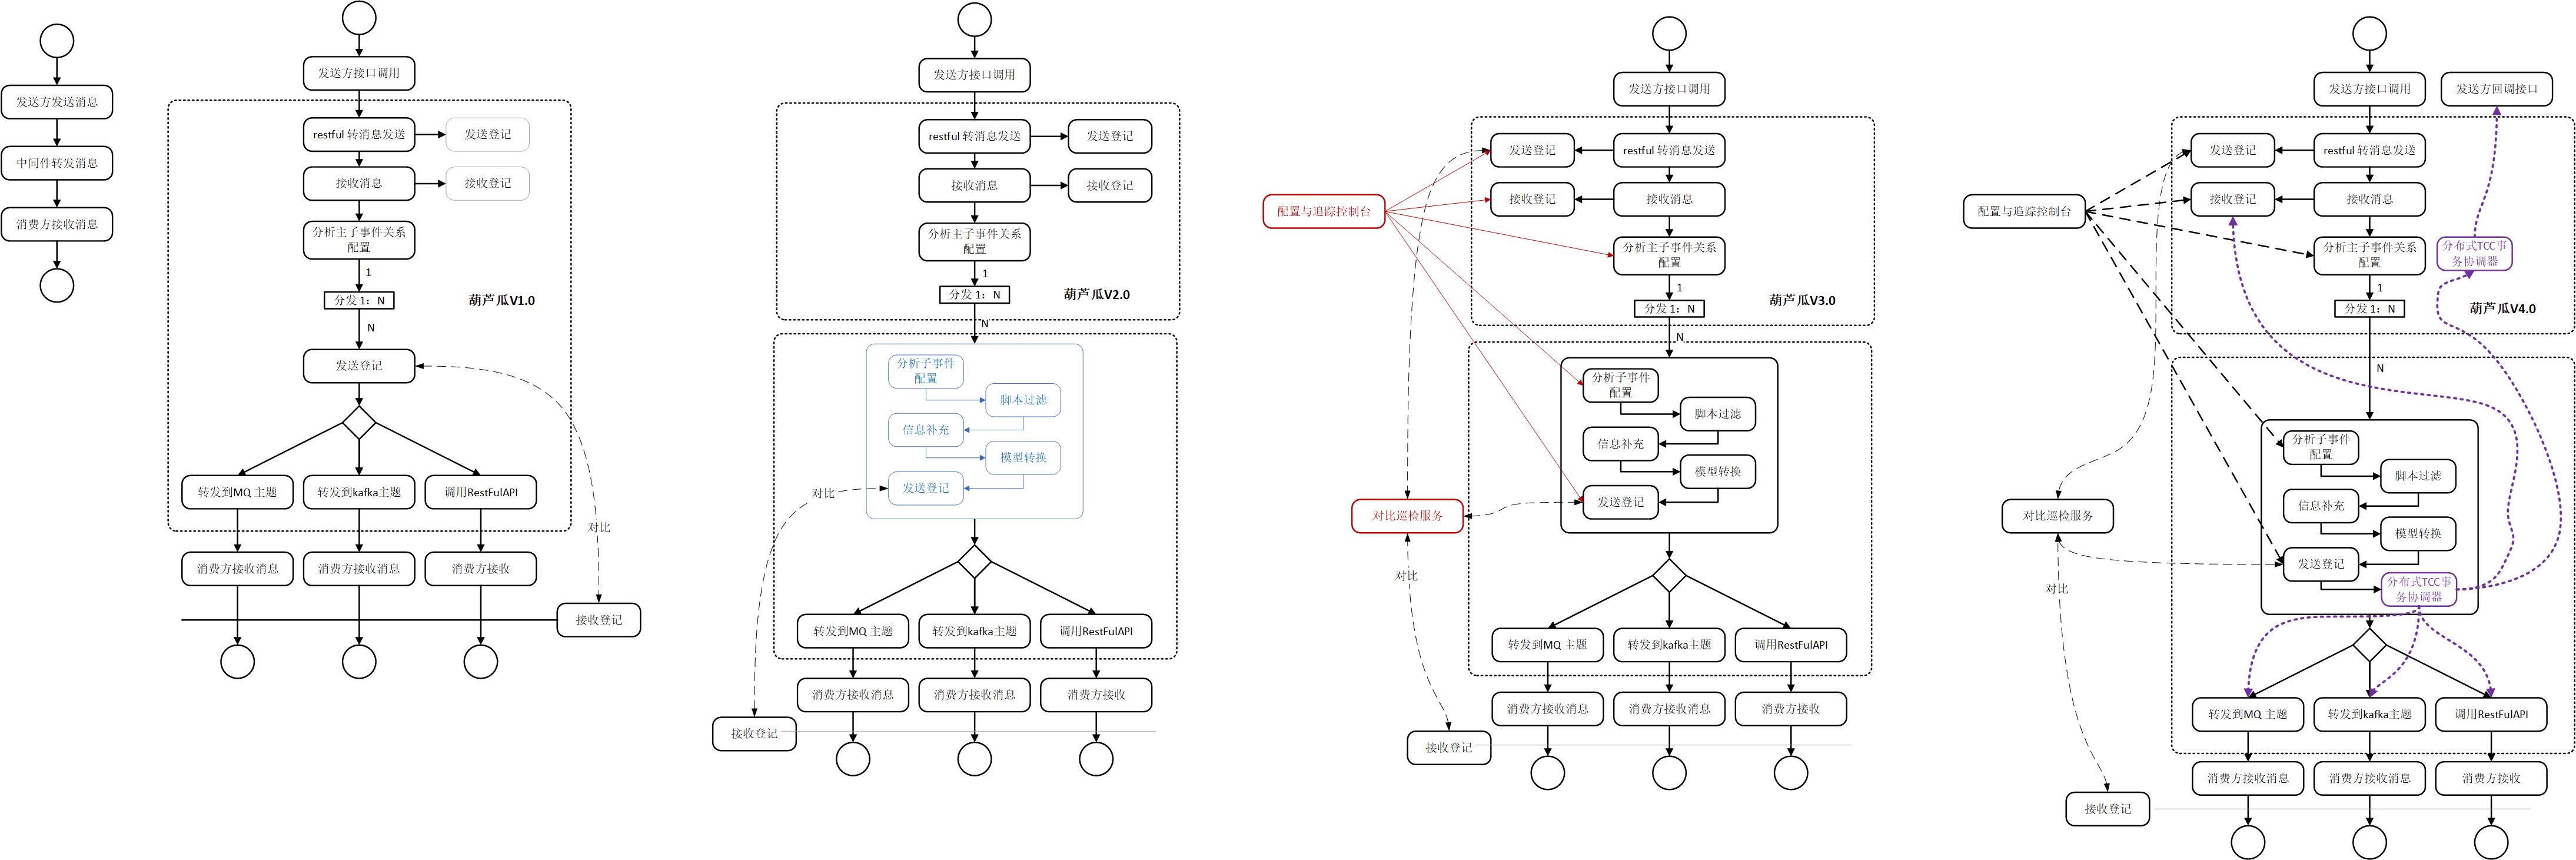 发送方发送消息
中间件转发消息
消费方接收消息
发送方接口调用
restful 转消息发送
发送登记
接收消息
接收登记
分析主子事件关系
配置
1
分发 1：N
葫芦瓜V1.0
N
发送登记
转发到MQ 主题
转发到kafka主题
调用RestFulAPI
对比
消费方接收消息
消费方接收消息
消费方接收
接收登记
发送方接口调用
restful 转消息发送
发送登记
接收消息
接收登记
分析主子事件关系
配置
1
分发 1：N
葫芦瓜V2.0
N
分析子事件
配置
脚本过滤
信息补充
模型转换
发送登记
对比
转发到MQ 主题
转发到kafka主题
调用RestFulAPI
消费方接收消息
消费方接收消息
消费方接收
接收登记
发送方接口调用
发送登记
restful 转消息发送
配置与追踪控制台
接收登记
接收消息
分析主子事件关系
配置
1
分发 1：N
葫芦瓜V3.0
N
分析子事件
配置
脚本过滤
信息补充
模型转换
发送登记
对比巡检服务
对比
转发到MQ 主题
转发到kafka主题
调用RestFulAPI
消费方接收消息
消费方接收消息
消费方接收
接收登记
发送方接口调用
发送方回调接口
发送登记
restful 转消息发送
配置与追踪控制台
接收登记
接收消息
分析主子事件关系
配置
分布式TCC事
务协调器
1
分发 1：N
葫芦瓜V4.0
N
分析子事件
配置
脚本过滤
信息补充
模型转换
发送登记
分布式TCC事
务协调器
对比巡检服务
对比
转发到MQ 主题
转发到kafka主题
调用RestFulAPI
消费方接收消息
消费方接收消息
消费方接收
接收登记